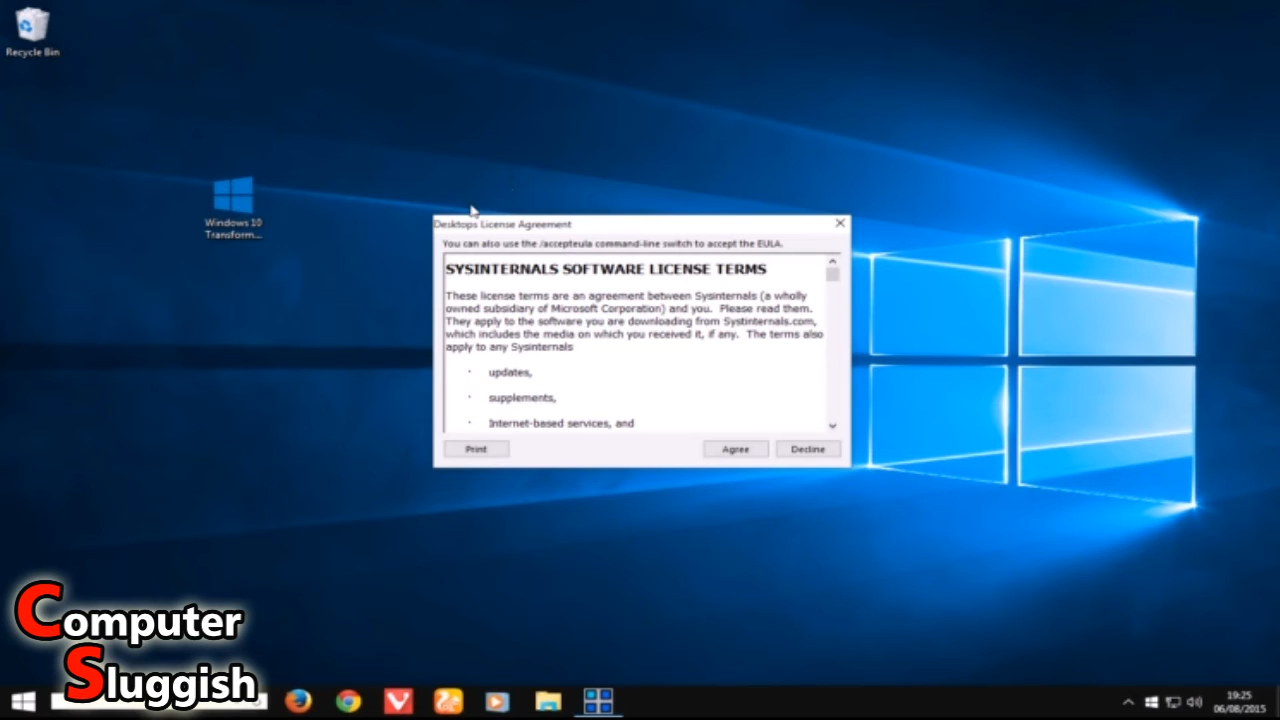 Recycle Bin
Windows 10
Transform...
Desktops License Agreement
You can also use the /accepteula command-line switch to accept the EULA.
SYSINTERNALS SOFTWARE LICENSE TERMS
These license terms are an agreement between Sysinternals (a wholly
owned subsidiary of Microsoft Corporation) and you. Please read them.
They apply to the software you are downloading from Systinternals.com,
which includes the media on which you received it, if any. The terms also
apply to any Sysinternals
· updates,
· supplements,
· Internet-based services, and
Print
Agree
Decline
Computer
Sluggish
19:25
06/08/2015